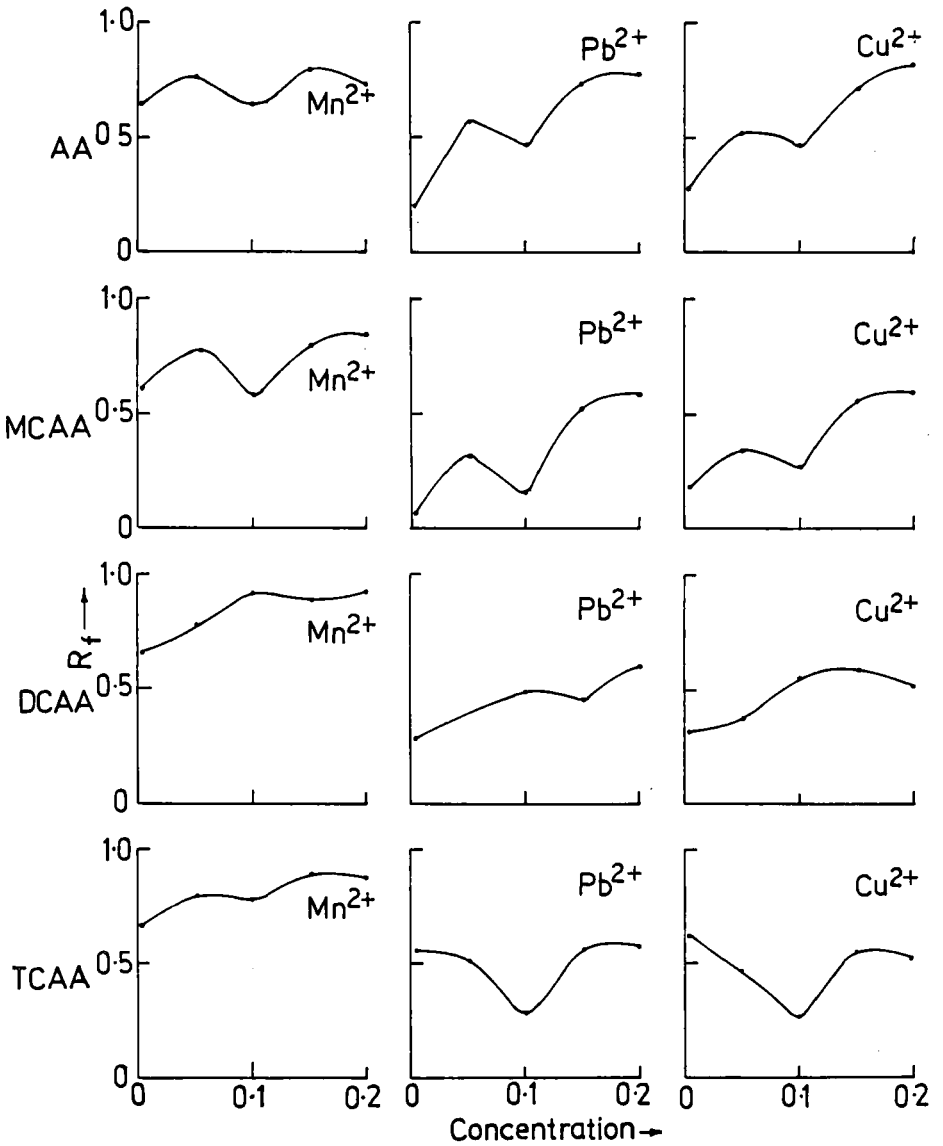 1·0
Mn²⁺
Pb²⁺
Cu²⁺
AA
0 5
0
1·0
Mn²⁺
Pb²⁺
Cu²⁺
MCAA
0·5
0
1·0
Mn²⁺
Pb²⁺
Cu²⁺
R_f →
DCAA
0·5
0
1·0
Mn²⁺
Pb²⁺
Cu²⁺
TCAA
0·5
0
0 0·1 0·2 0 0·1 0·2 0 0·1 0·2
Concentration →